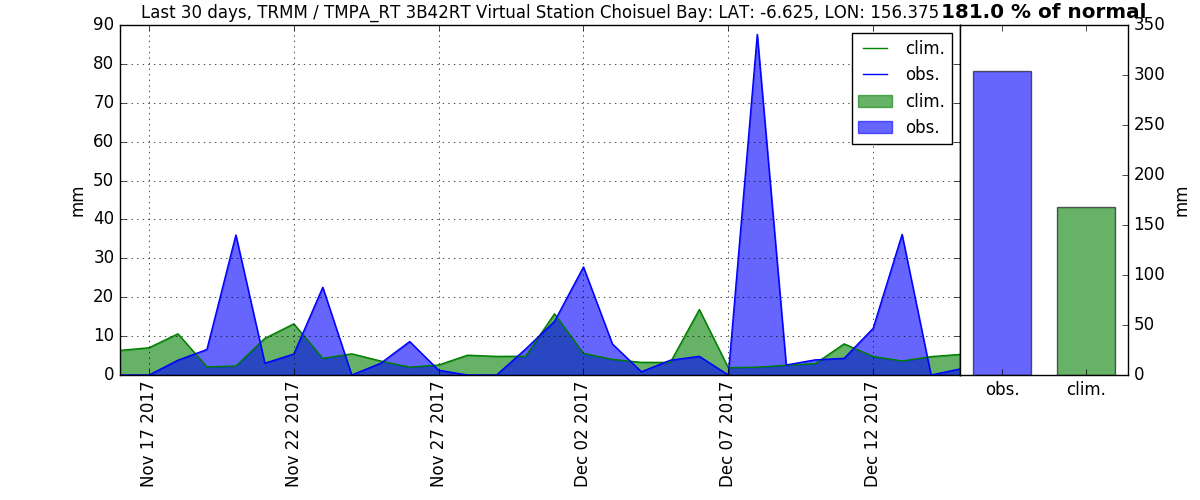 Last 30 days, TRMM / TMPA_RT 3B42RT Virtual Station Choisuel Bay: LAT: -6.625, LON: 156.375
181.0 % of normal
90
80
70
60
50
40
30
20
10
0
mm
clim.
obs.
clim.
obs.
Nov 17 2017
Nov 22 2017
Nov 27 2017
Dec 02 2017
Dec 07 2017
Dec 12 2017
350
300
250
200
150
100
50
0
mm
obs.
clim.